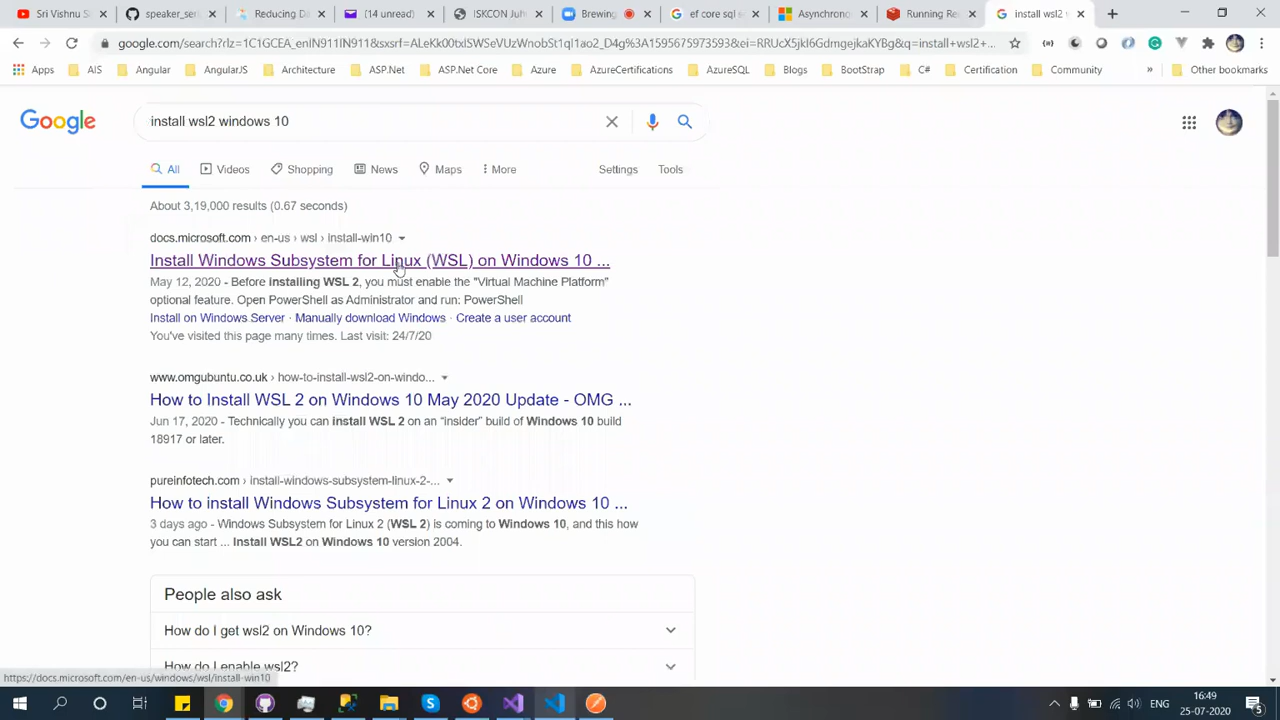 Sri Vishnu S
speaker_seri
Reducing Ga
(14 unread)
ISKCON Juh
Brewing
ef core sql se
Asynchrono
Running Re
install wsl2
google.com/search?rlz=1C1GCEA_enIN911IN911&sxsrf=ALeKk00T1USeVUzWnobSt1qI1ao2_D4g%3A1595675973593&ei=RRUcX5jkI6GdmgejkaKYBg&q=install+wsl2+...
Apps AIS Angular AngularJS Architecture ASP.Net ASP.Net Core Azure AzureCertifications AzureSQL Blogs BootStrap C# Certification Community » Other bookmarks
Google
install wsl2 windows 10
All Videos Shopping News Maps More Settings Tools
About 3,19,000 results (0.67 seconds)
docs.microsoft.com › en-us › wsl › install-win10
Install Windows Subsystem for Linux (WSL) on Windows 10 ...
May 12, 2020 - Before installing WSL 2, you must enable the "Virtual Machine Platform"
optional feature. Open PowerShell as Administrator and run: PowerShell
Install on Windows Server · Manually download Windows · Create a user account
You've visited this page many times. Last visit: 24/7/20
www.omgubuntu.co.uk › how-to-install-wsl2-on-windo...
How to Install WSL 2 on Windows 10 May 2020 Update - OMG ...
Jun 17, 2020 - Technically you can install WSL 2 on an "insider" build of Windows 10 build
18917 or later.
pureinfotech.com › install-windows-subsystem-linux-2-...
How to install Windows Subsystem for Linux 2 on Windows 10 ...
3 days ago - Windows Subsystem for Linux 2 (WSL 2) is coming to Windows 10, and this how
you can start ... Install WSL2 on Windows 10 version 2004.
People also ask
How do I get wsl2 on Windows 10?
How do I enable wsl2?
https://docs.microsoft.com/en-us/windows/wsl/install-win10
ENG
16:49
25-07-2020
5